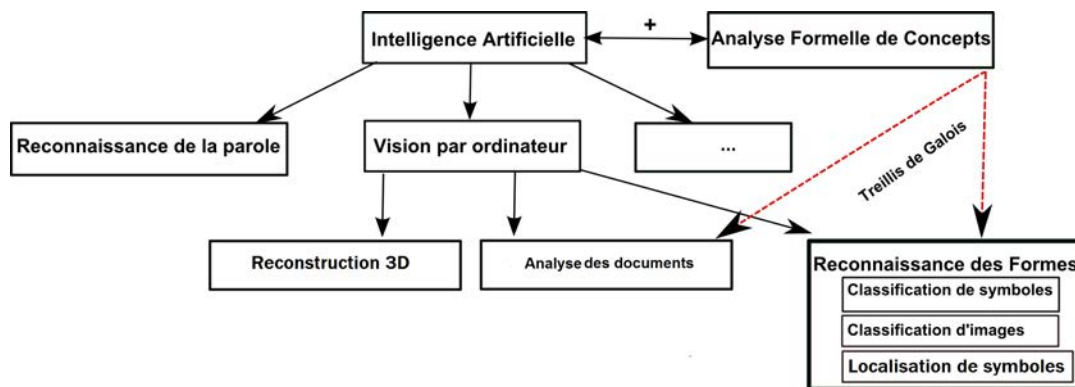 Intelligence Artificielle
+
Analyse Formelle de Concepts
Reconnaissance de la parole
Vision par ordinateur
...
Treillis de Galois
Reconstruction 3D
Analyse des documents
Reconnaissance des Formes
Classification de symboles
Classification d'images
Localisation de symboles